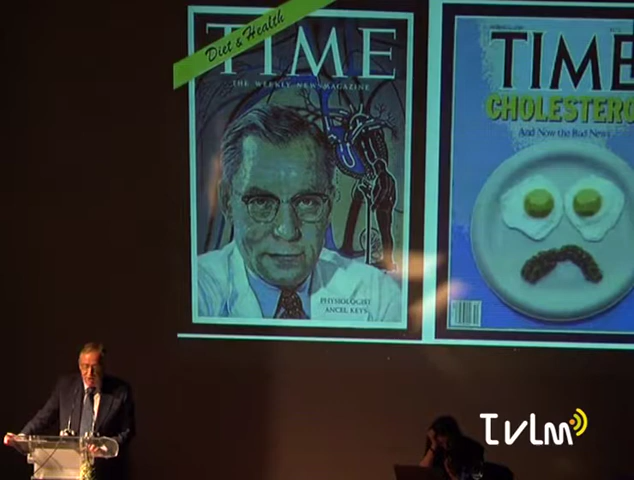 Diet & Health
TIME
THE WEEKLY NEWSMAGAZINE
PHYSIOLOGIST
ANCEL KEYS
TIME
CHOLESTERO
And Now the Bad News
TVLM